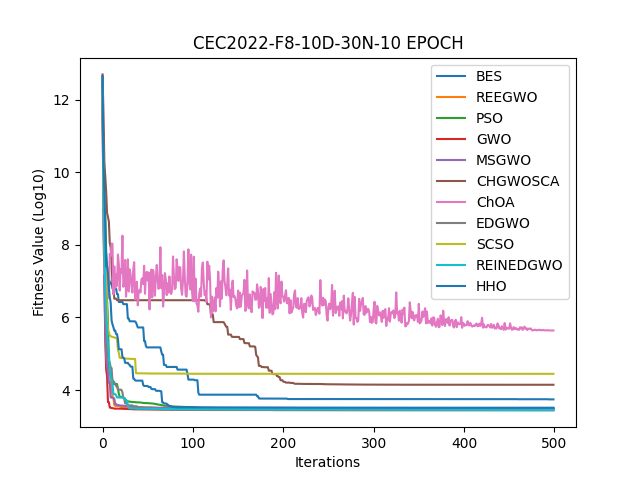 CEC2022-F8-10D-30N-10 EPOCH
Fitness Value (Log10)
12
10
8
6
4
0
100
200
300
400
500
Iterations
BES
REEGWO
PSO
GWO
MSGWO
CHGWOSCA
ChOA
EDGWO
SCSO
REINEDGWO
HHO